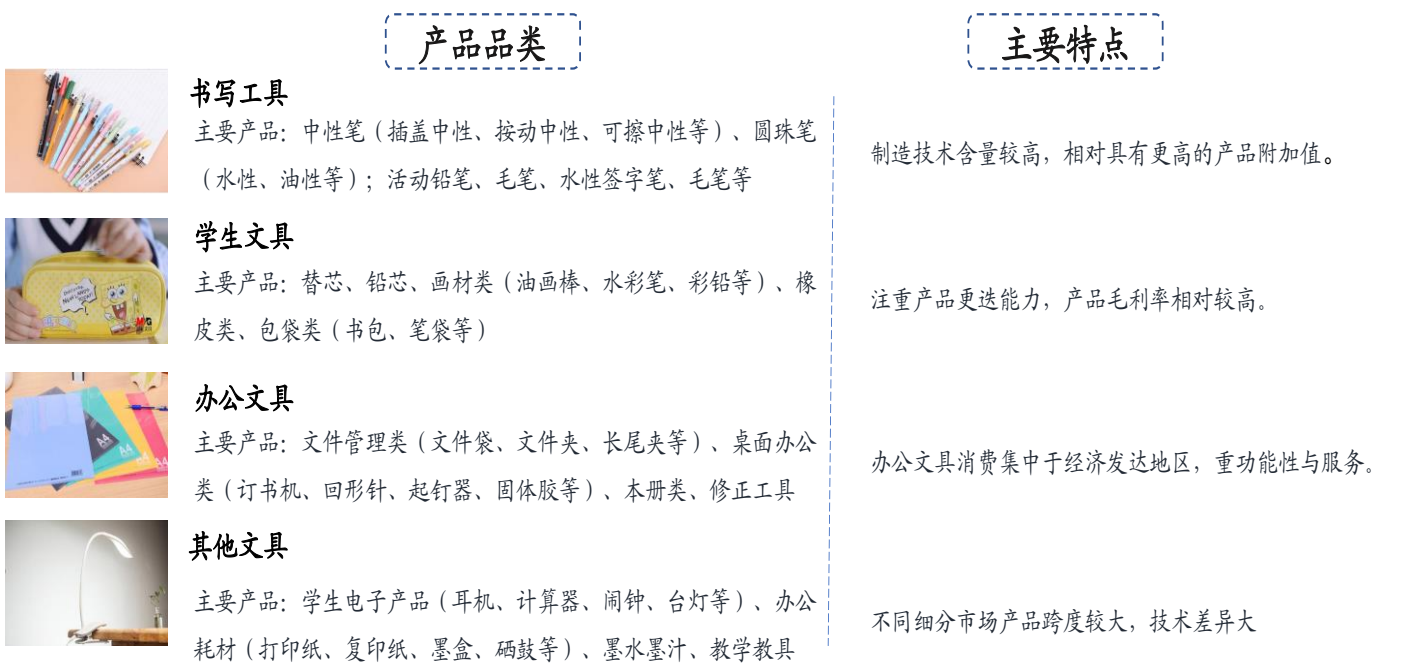 产品品类
主要特点
书写工具
主要产品：中性笔（插盖中性、按动中性、可擦中性等）、圆珠笔
（水性、油性等）；活动铅笔、毛笔、水性签字笔、毛笔等
制造技术含量较高，相对具有更高的产品附加值。
学生文具
主要产品：替芯、铅芯、画材类（油画棒、水彩笔、彩铅等）、橡
皮类、包袋类（书包、笔袋等）
注重产品更迭能力，产品毛利率相对较高。
M&G
办公文具
主要产品：文件管理类（文件袋、文件夹、长尾夹等）、桌面办公
类（订书机、回形针、起钉器、固体胶等）、本册类、修正工具
办公文具消费集中于经济发达地区，重功能性与服务。
A4
A4
A4
其他文具
主要产品：学生电子产品（耳机、计算器、闹钟、台灯等）、办公
耗材（打印纸、复印纸、墨盒、硒鼓等）、墨水墨汁、教学教具
不同细分市场产品跨度较大，技术差异大